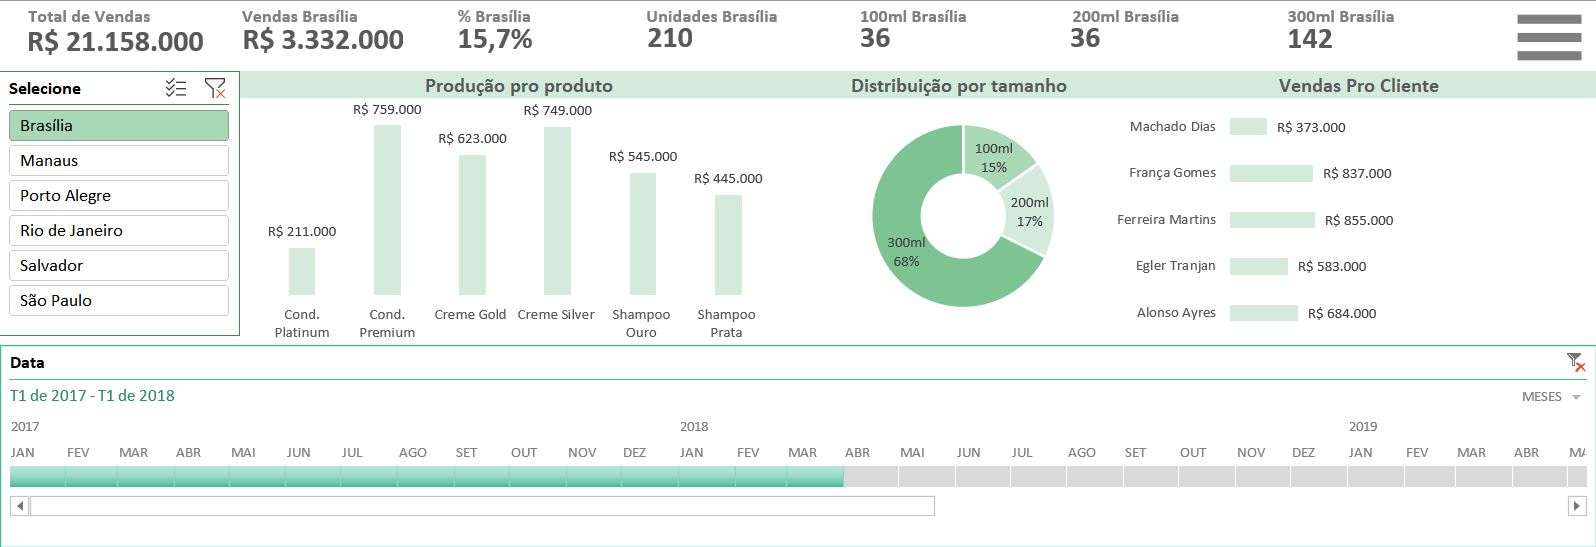 Total de Vendas
R$ 21.158.000
Vendas Brasília
R$ 3.332.000
% Brasília
15,7%
Unidades Brasília
210
100ml Brasília
36
200ml Brasília
36
300ml Brasília
142
Selecione
Brasília
Manaus
Porto Alegre
Rio de Janeiro
Salvador
São Paulo
Produção pro produto
R$ 211.000
R$ 759.000
R$ 623.000
R$ 749.000
R$ 545.000
R$ 445.000
Cond.
Platinum
Cond.
Premium
Creme Gold
Creme Silver
Shampoo
Ouro
Shampoo
Prata
Distribuição por tamanho
100ml
15%
200ml
17%
300ml
68%
Vendas Pro Cliente
Machado Dias R$ 373.000
França Gomes R$ 837.000
Ferreira Martins R$ 855.000
Egler Tranjan R$ 583.000
Alonso Ayres R$ 684.000
Data
T1 de 2017 - T1 de 2018
MESES
2017 2018 2019
JAN FEV MAR ABR MAI JUN JUL AGO SET OUT NOV DEZ JAN FEV MAR ABR MAI JUN JUL AGO SET OUT NOV DEZ JAN FEV MAR ABR